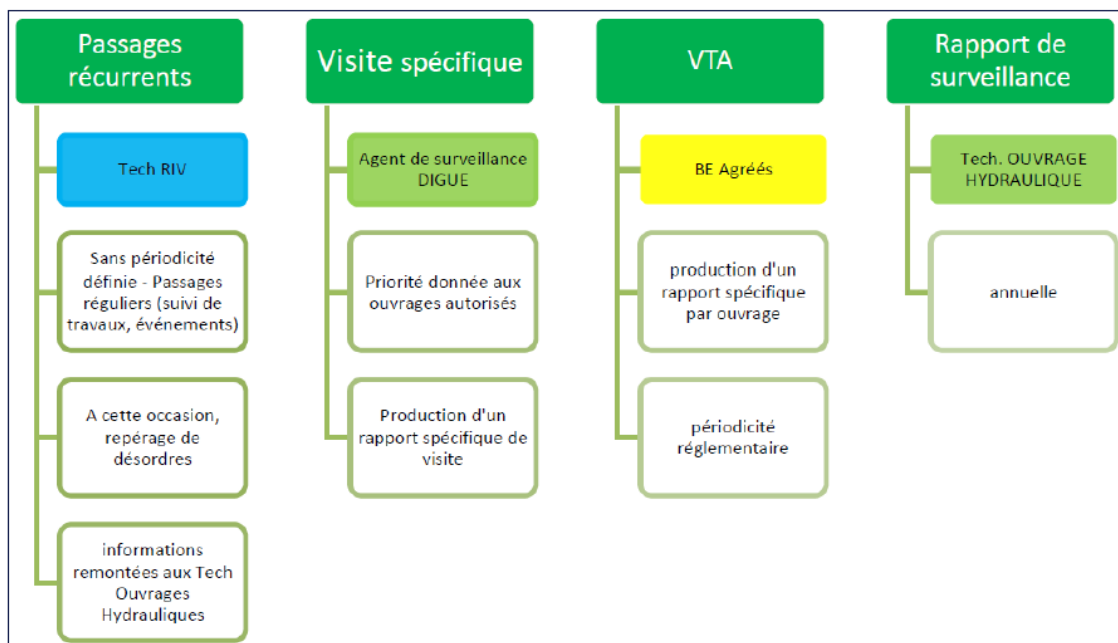 Passages
récurrents
Tech RIV
Sans périodicité
définie - Passages
réguliers (suivi de
travaux, événements)
A cette occasion,
repérage de
désordres
informations
remontées aux Tech
Ouvrages
Hydrauliques
Visite spécifique
Agent de surveillance
DIGUE
Priorité donnée aux
ouvrages autorisés
Production d'un
rapport spécifique de
visite
VTA
BE Agréés
production d'un
rapport spécifique
par ouvrage
périodicité
réglementaire
Rapport de
surveillance
Tech. OUVRAGE
HYDRAULIQUE
annuelle